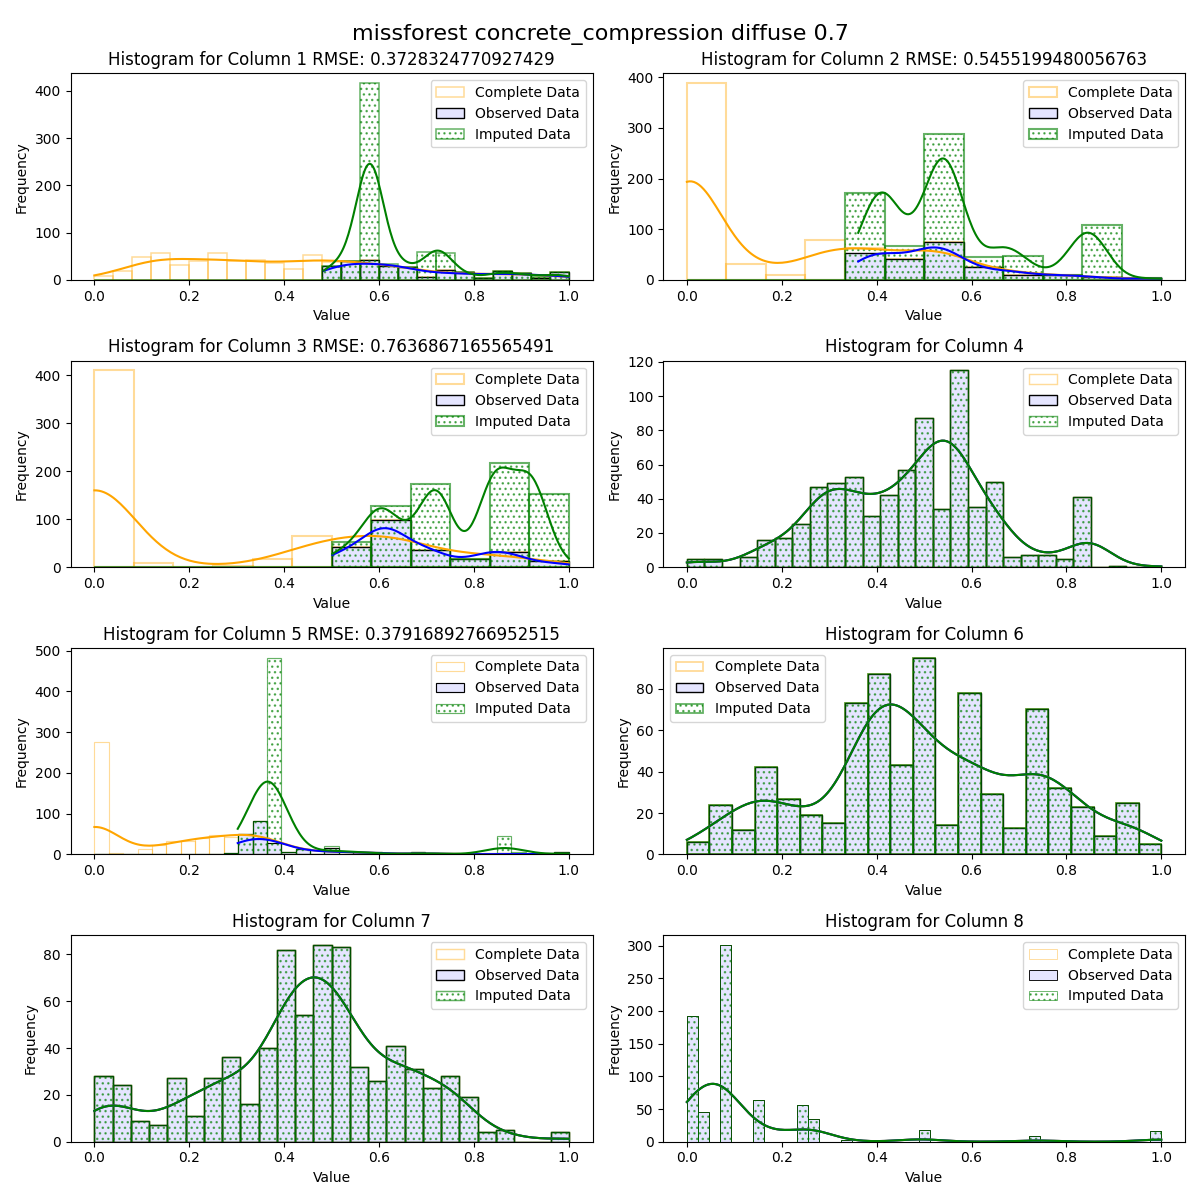 missforest concrete_compression diffuse 0.7
Histogram for Column 1 RMSE: 0.3728324770927429
Complete Data
Observed Data
Imputed Data
Frequency
400
300
200
100
0
0.0 0.2 0.4 0.6 0.8 1.0
Value
Histogram for Column 2 RMSE: 0.5455199480056763
Complete Data
Observed Data
Imputed Data
Frequency
400
300
200
100
0
0.0 0.2 0.4 0.6 0.8 1.0
Value
Histogram for Column 3 RMSE: 0.7636867165565491
Complete Data
Observed Data
Imputed Data
Frequency
400
300
200
100
0
0.0 0.2 0.4 0.6 0.8 1.0
Value
Histogram for Column 4
Complete Data
Observed Data
Imputed Data
Frequency
120
100
80
60
40
20
0
0.0 0.2 0.4 0.6 0.8 1.0
Value
Histogram for Column 5 RMSE: 0.37916892766952515
Complete Data
Observed Data
Imputed Data
Frequency
500
400
300
200
100
0
0.0 0.2 0.4 0.6 0.8 1.0
Value
Histogram for Column 6
Complete Data
Observed Data
Imputed Data
Frequency
80
60
40
20
0
0.0 0.2 0.4 0.6 0.8 1.0
Value
Histogram for Column 7
Complete Data
Observed Data
Imputed Data
Frequency
80
60
40
20
0
0.0 0.2 0.4 0.6 0.8 1.0
Value
Histogram for Column 8
Complete Data
Observed Data
Imputed Data
Frequency
300
250
200
150
100
50
0
0.0 0.2 0.4 0.6 0.8 1.0
Value